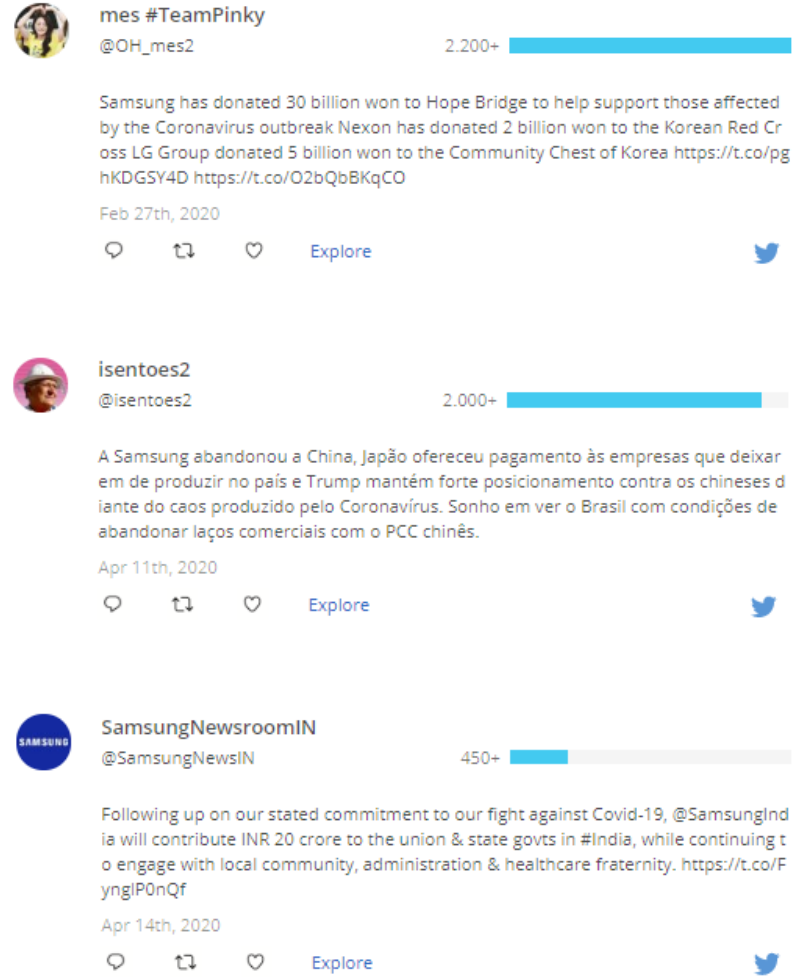 mes #TeamPinky
@OH_mes2
2.200+
Samsung has donated 30 billion won to Hope Bridge to help support those affected
by the Coronavirus outbreak Nexon has donated 2 billion won to the Korean Red Cr
oss LG Group donated 5 billion won to the Community Chest of Korea https://t.co/pg
hKDGSY4D https://t.co/O2bQbBKqCO
Feb 27th, 2020
Explore
isentoes2
@isentoes2
2.000+
A Samsung abandonou a China, Japão ofereceu pagamento às empresas que deixar
em de produzir no país e Trump mantém forte posicionamento contra os chineses d
iante do caos produzido pelo Coronavírus. Sonho em ver o Brasil com condições de
abandonar laços comerciais com o PCC chinês.
Apr 11th, 2020
Explore
SAMSUNG
SamsungNewsroomIN
@SamsungNewsIN
450+
Following up on our stated commitment to our fight against Covid-19, @SamsungInd
ia will contribute INR 20 crore to the union & state govts in #India, while continuing t
o engage with local community, administration & healthcare fraternity. https://t.co/F
ynglP0nQf
Apr 14th, 2020
Explore